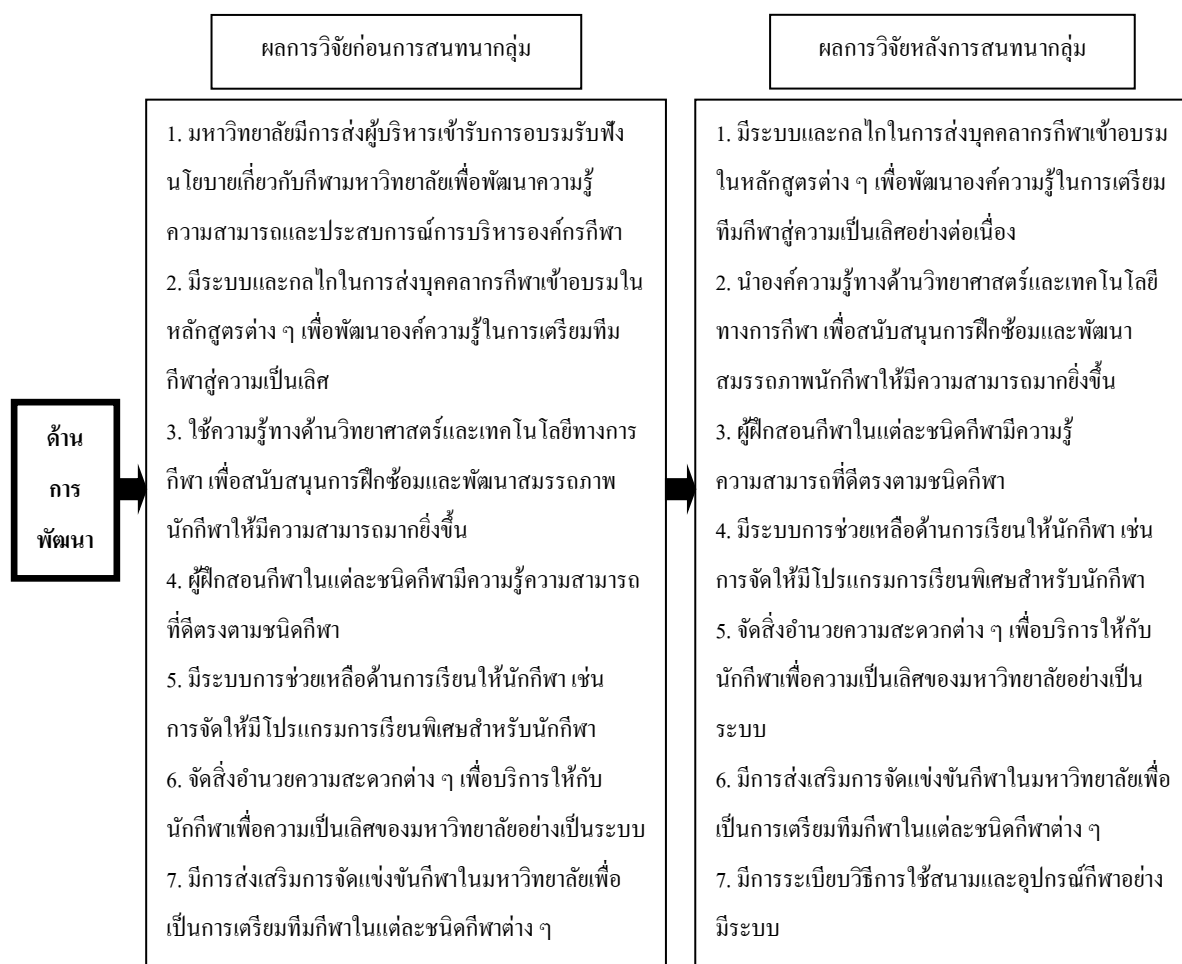 ผลการวิจัยก่อนการสนทนากลุ่ม
ผลการวิจัยหลังการสนทนากลุ่ม
ด้าน
การ
พัฒนา
1. มหาวิทยาลัยมีการส่งผู้บริหารเข้ารับการอบรมรับฟัง
นโยบายเกี่ยวกับกีฬามหาวิทยาลัยเพื่อพัฒนาความรู้
ความสามารถและประสบการณ์การบริหารองค์กรกีฬา
2. มีระบบและกลไกในการส่งบุคคลากรกีฬาเข้าอบรมใน
หลักสูตรต่าง ๆ เพื่อพัฒนาองค์ความรู้ในการเตรียมทีม
กีฬาสู่ความเป็นเลิศ
3. ใช้ความรู้ทางด้านวิทยาศาสตร์และเทคโนโลยีทางการ
กีฬา เพื่อสนับสนุนการฝึกซ้อมและพัฒนาสมรรถภาพ
นักกีฬาให้มีความสามารถมากยิ่งขึ้น
4. ผู้ฝึกสอนกีฬาในแต่ละชนิดกีฬามีความรู้ความสามารถ
ที่ดีตรงตามชนิดกีฬา
5. มีระบบการช่วยเหลือด้านการเรียนให้นักกีฬา เช่น
การจัดให้มีโปรแกรมการเรียนพิเศษสำหรับนักกีฬา
6. จัดสิ่งอำนวยความสะดวกต่าง ๆ เพื่อบริการให้กับ
นักกีฬาเพื่อความเป็นเลิศของมหาวิทยาลัยอย่างเป็นระบบ
7. มีการส่งเสริมการจัดแข่งขันกีฬาในมหาวิทยาลัยเพื่อ
เป็นการเตรียมทีมกีฬาในแต่ละชนิดกีฬาต่าง ๆ
1. มีระบบและกลไกในการส่งบุคคลากรกีฬาเข้าอบรม
ในหลักสูตรต่าง ๆ เพื่อพัฒนาองค์ความรู้ในการเตรียม
ทีมกีฬาสู่ความเป็นเลิศอย่างต่อเนื่อง
2. นำองค์ความรู้ทางด้านวิทยาศาสตร์และเทคโนโลยี
ทางการกีฬา เพื่อสนับสนุนการฝึกซ้อมและพัฒนา
สมรรถภาพนักกีฬาให้มีความสามารถมากยิ่งขึ้น
3. ผู้ฝึกสอนกีฬาในแต่ละชนิดกีฬามีความรู้
ความสามารถที่ดีตรงตามชนิดกีฬา
4. มีระบบการช่วยเหลือด้านการเรียนให้นักกีฬา เช่น
การจัดให้มีโปรแกรมการเรียนพิเศษสำหรับนักกีฬา
5. จัดสิ่งอำนวยความสะดวกต่าง ๆ เพื่อบริการให้กับ
นักกีฬาเพื่อความเป็นเลิศของมหาวิทยาลัยอย่างเป็น
ระบบ
6. มีการส่งเสริมการจัดแข่งขันกีฬาในมหาวิทยาลัยเพื่อ
เป็นการเตรียมทีมกีฬาในแต่ละชนิดกีฬาต่าง ๆ
7. มีการระเบียบวิธีการใช้สนามและอุปกรณ์กีฬาอย่าง
มีระบบ